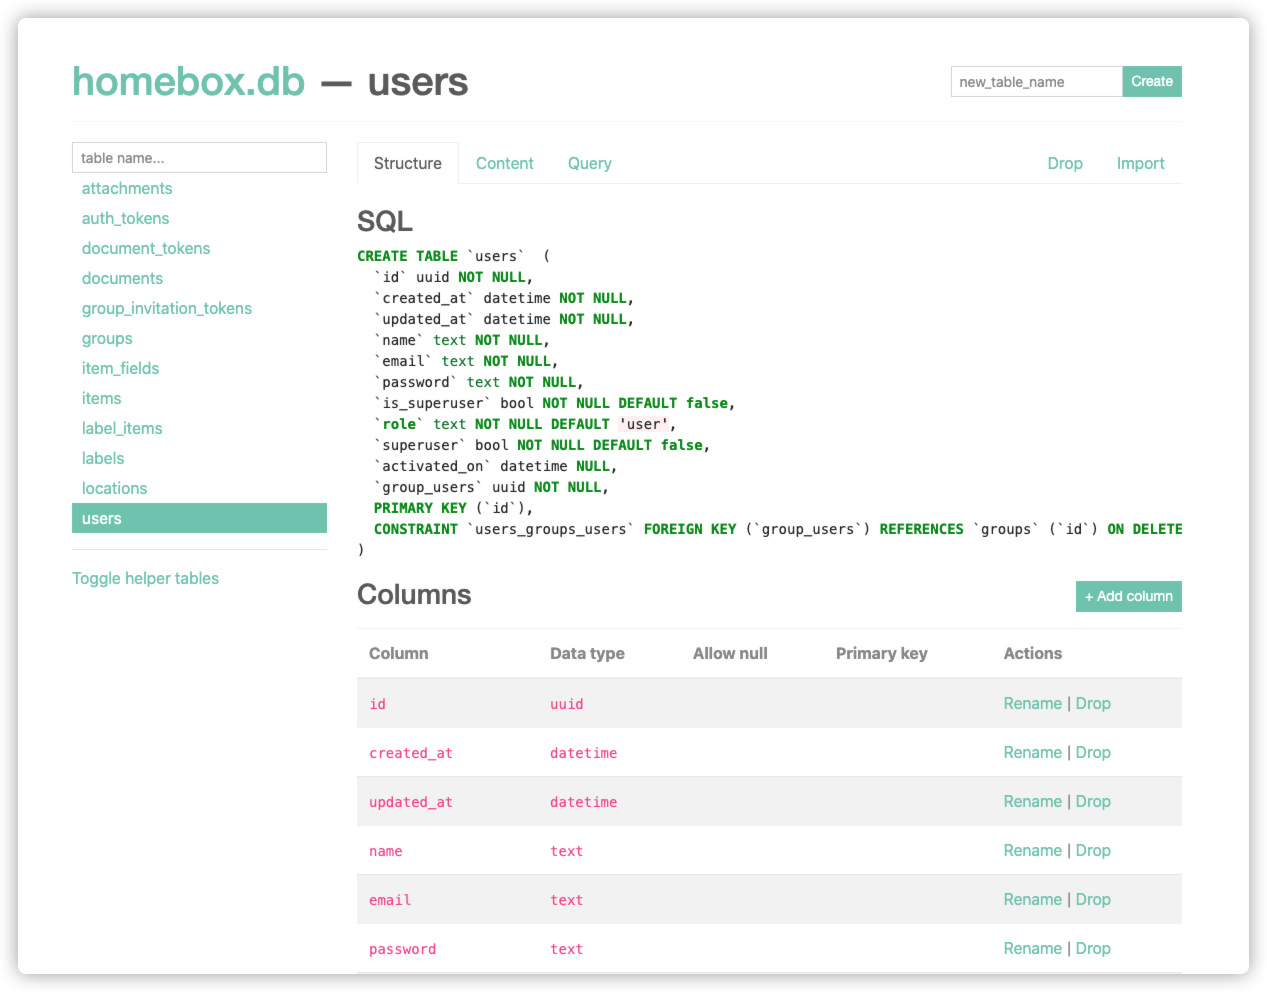 homebox.db — users
new_table_name Create
table name...
attachments
auth_tokens
document_tokens
documents
group_invitation_tokens
groups
item_fields
items
label_items
labels
locations
users
Toggle helper tables
Structure Content Query Drop Import
SQL
CREATE TABLE `users`  (
  `id` uuid NOT NULL,
  `created_at` datetime NOT NULL,
  `updated_at` datetime NOT NULL,
  `name` text NOT NULL,
  `email` text NOT NULL,
  `password` text NOT NULL,
  `is_superuser` bool NOT NULL DEFAULT false,
  `role` text NOT NULL DEFAULT 'user',
  `superuser` bool NOT NULL DEFAULT false,
  `activated_on` datetime NULL,
  `group_users` uuid NOT NULL,
  PRIMARY KEY (`id`),
  CONSTRAINT `users_groups_users` FOREIGN KEY (`group_users`) REFERENCES `groups` (`id`) ON DELETE
)
Columns
+ Add column
Column Data type Allow null Primary key Actions
id uuid Rename | Drop
created_at datetime Rename | Drop
updated_at datetime Rename | Drop
name text Rename | Drop
email text Rename | Drop
password text Rename | Drop